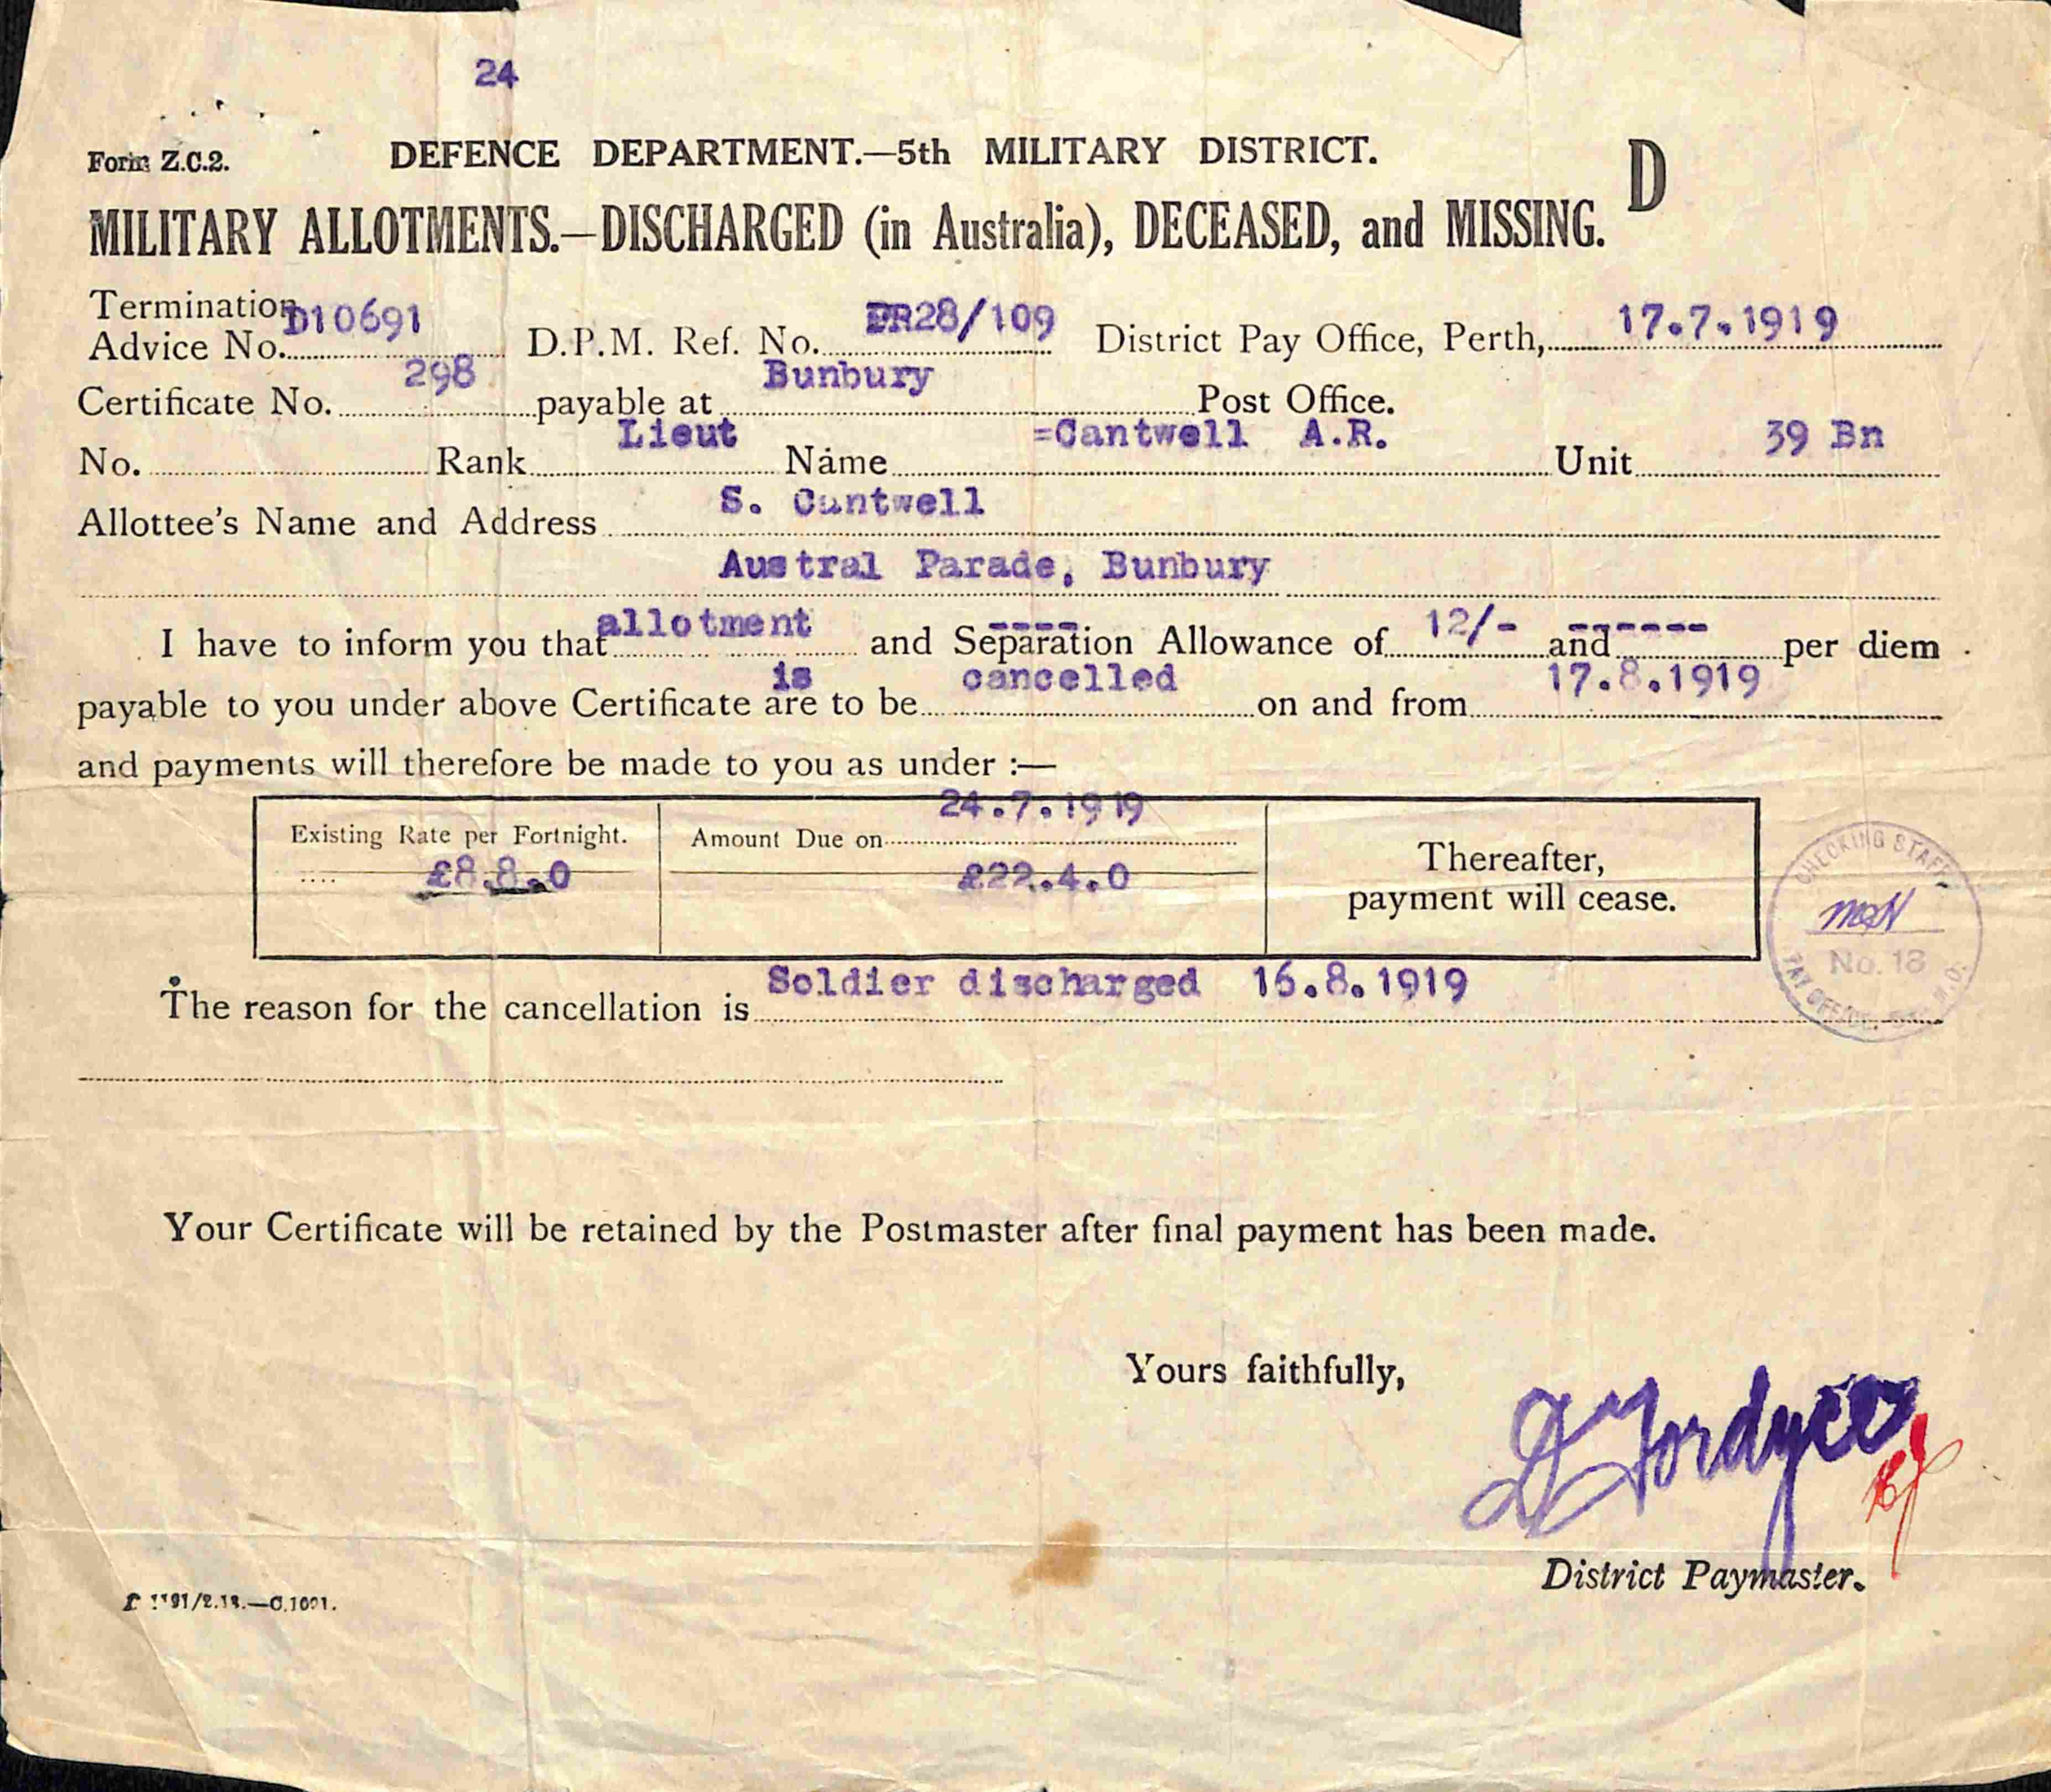 24
Form Z.C.2. DEFENCE DEPARTMENT.—5th MILITARY DISTRICT. D
MILITARY ALLOTMENTS.—DISCHARGED (in Australia), DECEASED, and MISSING.
Termination
Advice No. D10691 D.P.M. Ref. No. PR28/109 District Pay Office, Perth, 17.7.1919
Certificate No. 298 payable at Bunbury Post Office.
No. Rank Lieut Name =Cantwell A.R. Unit 39 Bn
Allottee's Name and Address S. Cantwell
Austral Parade, Bunbury
I have to inform you that allotment and Separation Allowance of 12/- and ------- per diem
payable to you under above Certificate is are to be cancelled on and from 17.8.1919
and payments will therefore be made to you as under :—
Existing Rate per Fortnight. Amount Due on 24.7.1919 Thereafter,
£8.8.0 £22.4.0 payment will cease.
CHECKING STAFF
No. 18
PAY OFFICE
The reason for the cancellation is Soldier discharged 16.8.1919
Your Certificate will be retained by the Postmaster after final payment has been made.
Yours faithfully,
Fordyce
District Paymaster.